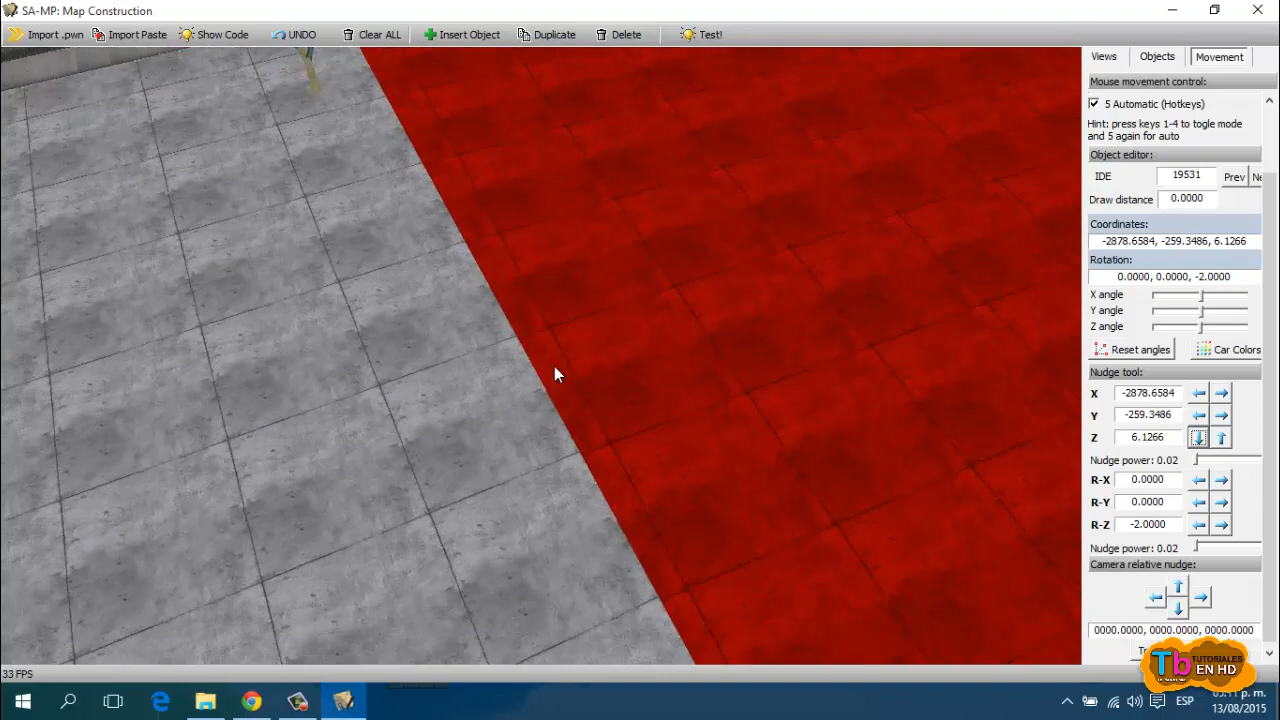 SA-MP: Map Construction
Import .pwn Import Paste Show Code UNDO Clear ALL Insert Object Duplicate Delete Test!
Views Objects Movement
Mouse movement control:
5 Automatic (Hotkeys)
Hint: press keys 1-4 to togle mode
and 5 again for auto
Object editor:
IDE 19531 Prev Ne
Draw distance 0.0000
Coordinates:
-2878.6584, -259.3486, 6.1266
Rotation:
0.0000, 0.0000, -2.0000
X angle
Y angle
Z angle
Reset angles Car Colors
Nudge tool:
X -2878.6584
Y -259.3486
Z 6.1266
Nudge power: 0.02
R-X 0.0000
R-Y 0.0000
R-Z -2.0000
Nudge power: 0.02
Camera relative nudge:
0000.0000, 0000.0000, 0000.0000
Tb TUTORIALES
EN HD
33 FPS
ESP
13/08/2015